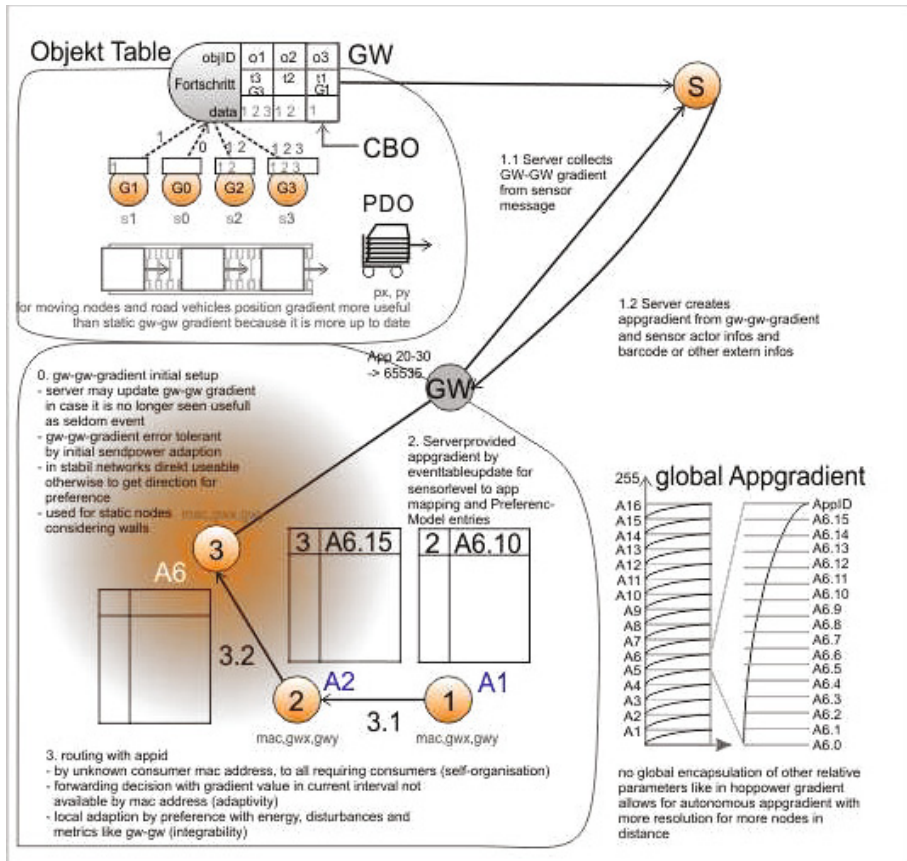 Objekt Table
GW
objID o1 o2 o3
Fortschritt t3 G3 t2 t1 G1
data 1 2 3 1 2 1
S
1 0 1 2 1 2 3
CBO
1 1 2 1 2 3
G1 G0 G2 G3
s1 s0 s2 s3
PDO
px, py
for moving nodes and road vehicles position gradient more useful
than static gw-gw gradient because it is more up to date
1.1 Server collects
GW-GW gradient
from sensor
message
1.2 Server creates
appgradient from gw-gw-gradient
and sensor actor infos and
barcode or other extern infos
App 20-30
-> 65535
GW
0. gw-gw-gradient initial setup
- server may update gw-gw gradient
in case it is no longer seen usefull
as seldom event
- gw-gw-gradient error tolerant
by initial sendpower adaption
- in stabil networks direkt useable
otherwise to get direction for
preference
- used for static nodes
considering walls
mac,gwx,gwy
2. Serverprovided
appgradient by
eventtableupdate for
sensorlevel to app
mapping and Preferenc-
Model entries
3
A6
3 A6.15
2 A6.10
3.2
A2
2
mac,gwx,gwy
3.1
A1
1
mac,gwx,gwy
3. routing with appid
- by unknown consumer mac address, to all requiring consumers (self-organisation)
- forwarding decision with gradient value in current interval not
available by mac address (adaptivity)
- local adaption by preference with energy, disturbances and
metrics like gw-gw (integrability)
255 global Appgradient
A16
A15
A14
A13
A12
A11
A10
A9
A8
A7
A6
A5
A4
A3
A2
A1
AppID
A6.15
A6.14
A6.13
A6.12
A6.11
A6.10
A6.9
A6.8
A6.7
A6.6
A6.5
A6.4
A6.3
A6.2
A6.1
A6.0
no global encapsulation of other relative
parameters like in hoppower gradient
allows for autonomous appgradient with
more resolution for more nodes in
distance